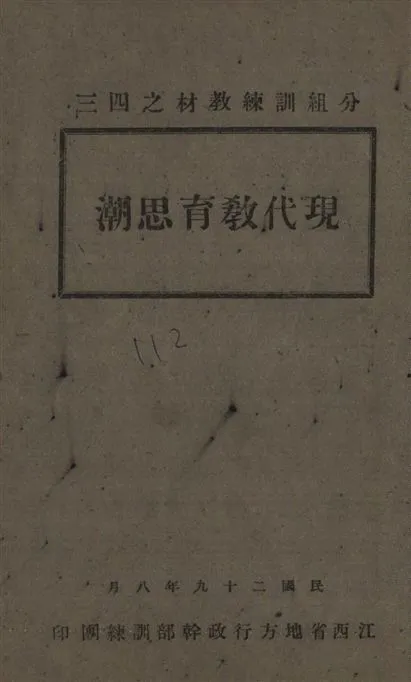 分組訓練教材之四三
現代教育思潮
112
民國二十九年八月
江西省地方行政幹部訓練團印